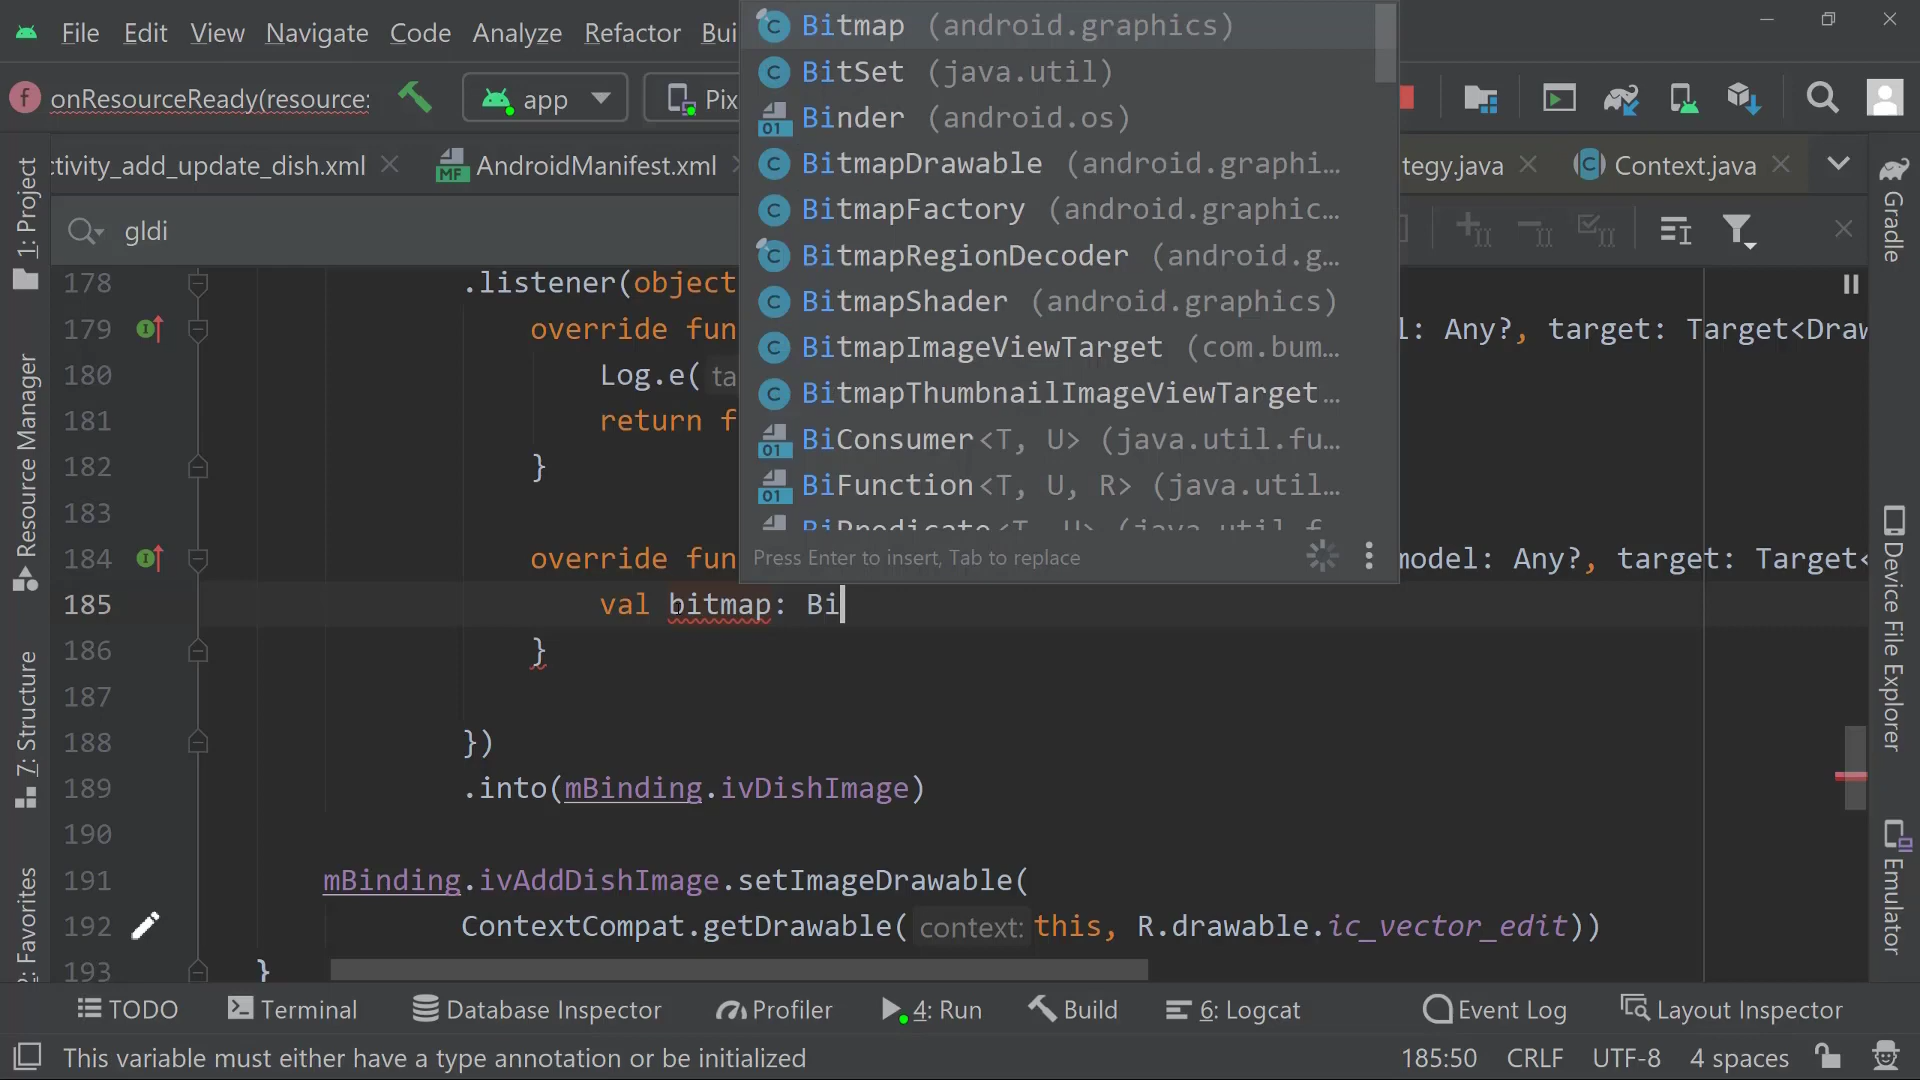 File Edit View Navigate Code Analyze Refactor Bui
onResourceReady(resource: app Pix
ctivity_add_update_dish.xml AndroidManifest.xml tegy.java Context.java
gldi
Bitmap (android.graphics)
BitSet (java.util)
Binder (android.os)
BitmapDrawable (android.graphi…
BitmapFactory (android.graphic…
BitmapRegionDecoder (android.g…
BitmapShader (android.graphics)
BitmapImageViewTarget (com.bum…
BitmapThumbnailImageViewTarget…
BiConsumer<T, U> (java.util.fu…
BiFunction<T, U, R> (java.util…
BiPredicate<T, U> (java.util.f
Press Enter to insert, Tab to replace
178 .listener(object
179 override fun l: Any?, target: Target<Draw
180 Log.e( ta
181 return f
182 }
183
184 override fun model: Any?, target: Target<
185 val bitmap: Bi
186 }
187
188 })
189 .into(mBinding.ivDishImage)
190
191 mBinding.ivAddDishImage.setImageDrawable(
192 ContextCompat.getDrawable( context: this, R.drawable.ic_vector_edit))
193 }
1: Project
Resource Manager
7: Structure
2: Favorites
Gradle
Device File Explorer
Emulator
TODO Terminal Database Inspector Profiler 4: Run Build 6: Logcat Event Log Layout Inspector
This variable must either have a type annotation or be initialized 185:50 CRLF UTF-8 4 spaces